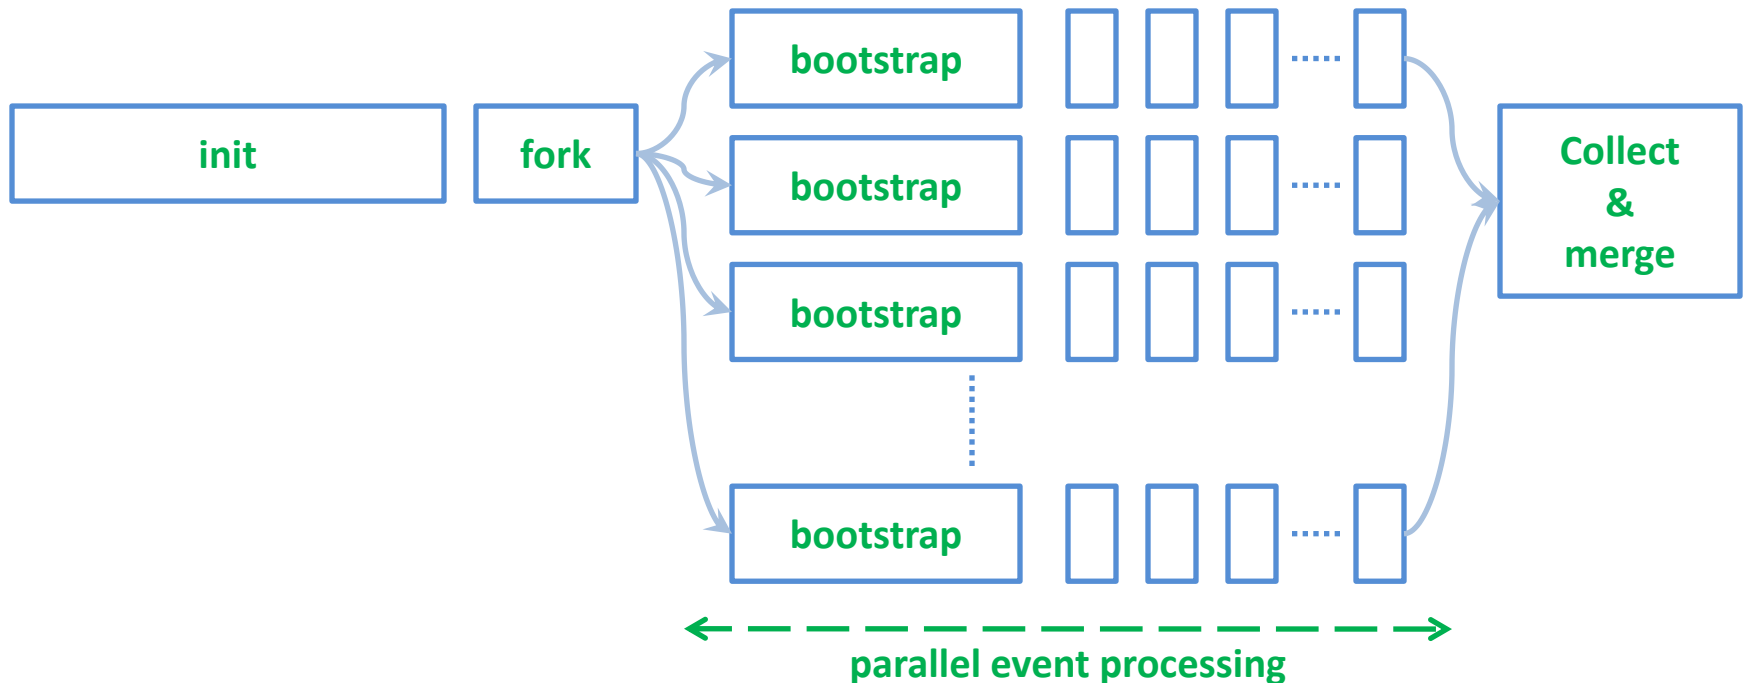 init
fork
bootstrap
bootstrap
bootstrap
bootstrap
Collect
&
merge
parallel event processing